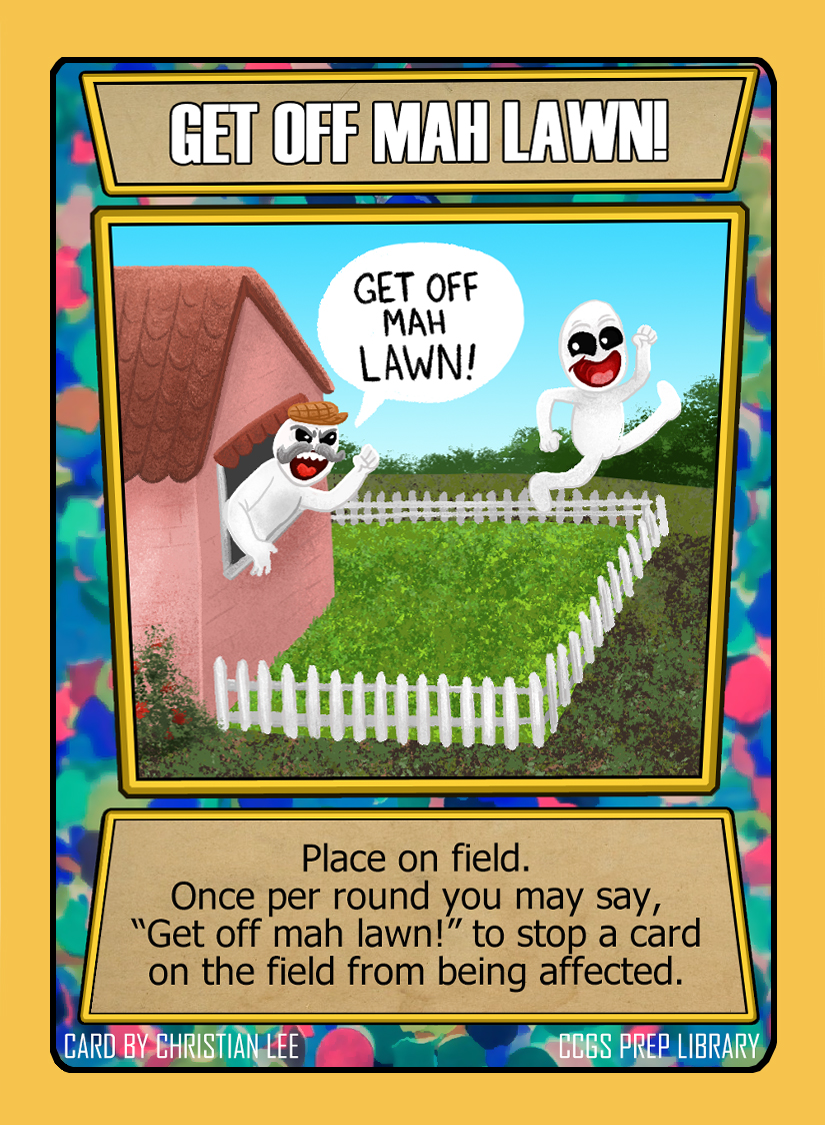 GET OFF MAH LAWN!
GET OFF
MAH
LAWN!
Place on field.
Once per round you may say,
“Get off mah lawn!” to stop a card
on the field from being affected.
CARD BY CHRISTIAN LEE
CCGS PREP LIBRARY